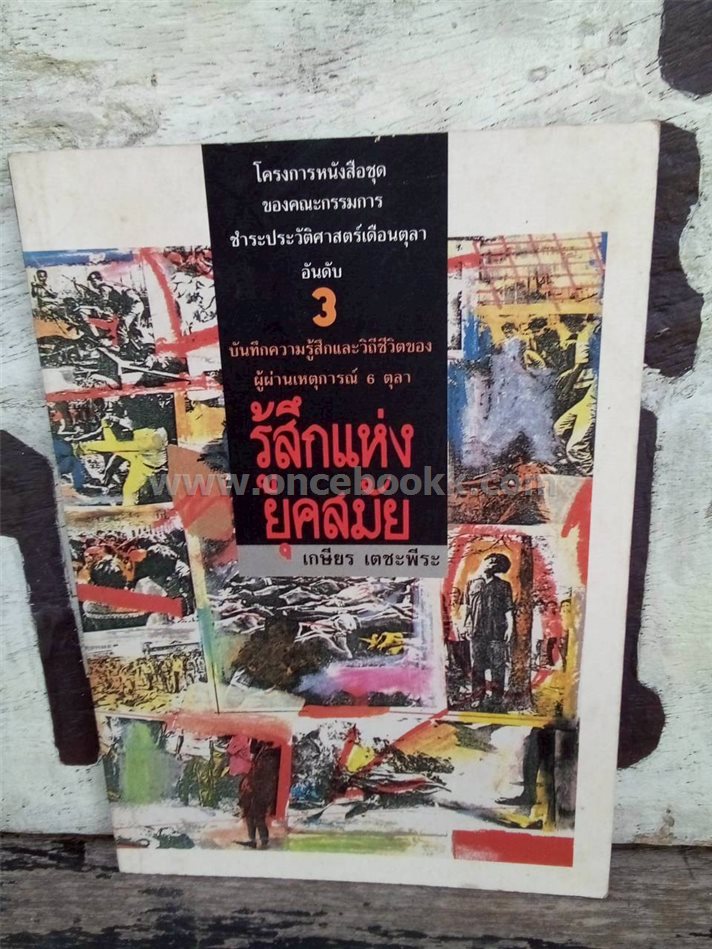 โครงการหนังสือชุด
ของคณะกรรมการ
ชำระประวัติศาสตร์เดือนตุลา
อันดับ
3
บันทึกความรู้สึกและวิถีชีวิตของ
ผู้ผ่านเหตุการณ์ 6 ตุลา
รู้สึกแห่ง
www.oncebookk.com
ยุคสมัย
เกษียร เตชะพีระ